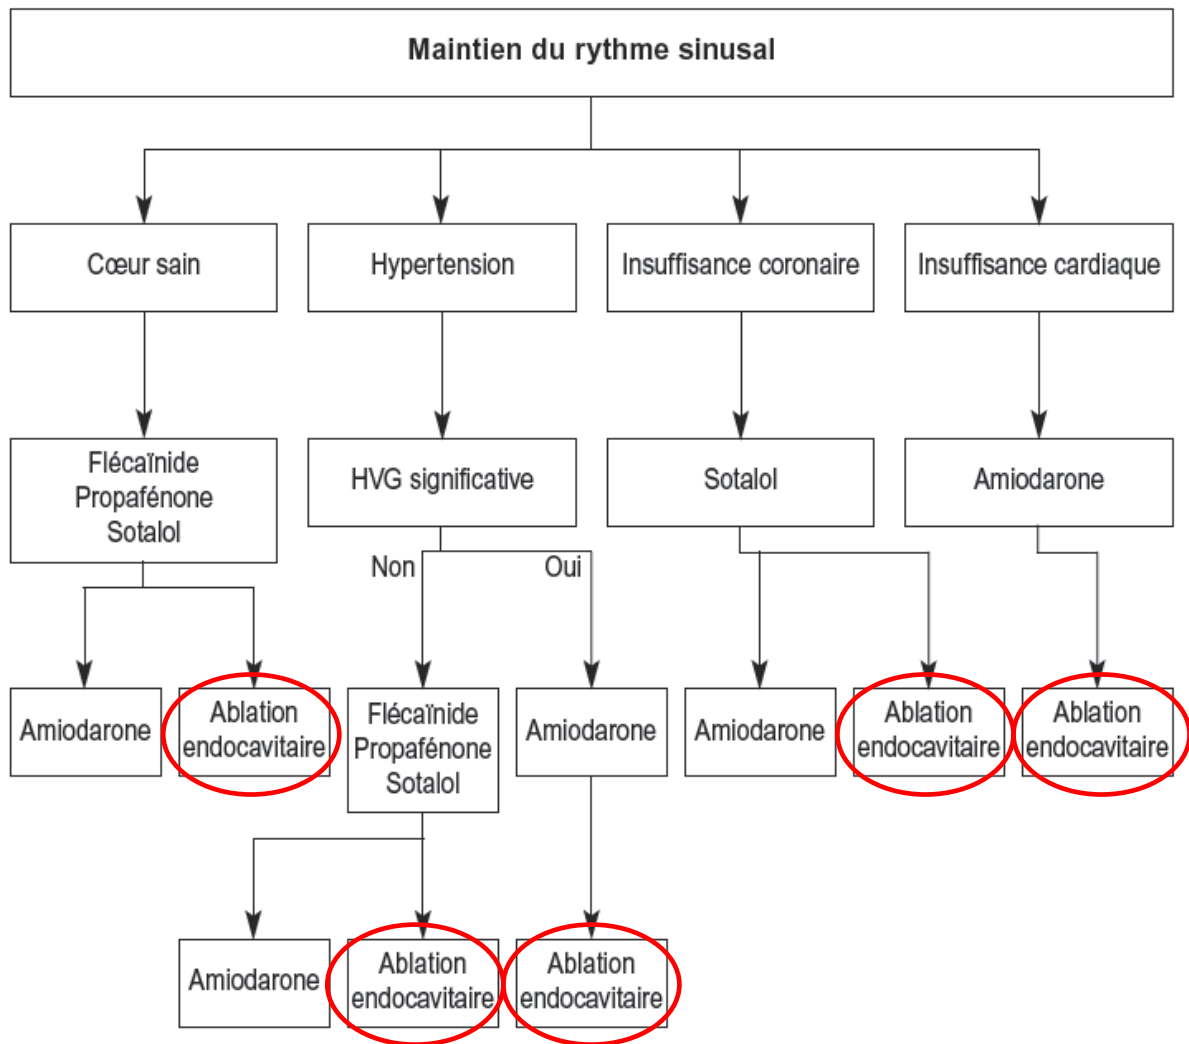 Maintien du rythme sinusal
Cœur sain
Hypertension
Insuffisance coronaire
Insuffisance cardiaque
Flécaïnide
Propafénone
Sotalol
HVG significative
Sotalol
Amiodarone
Non
Oui
Amiodarone
Ablation
endocavitaire
Flécaïnide
Propafénone
Sotalol
Amiodarone
Amiodarone
Ablation
endocavitaire
Ablation
endocavitaire
Amiodarone
Ablation
endocavitaire
Ablation
endocavitaire